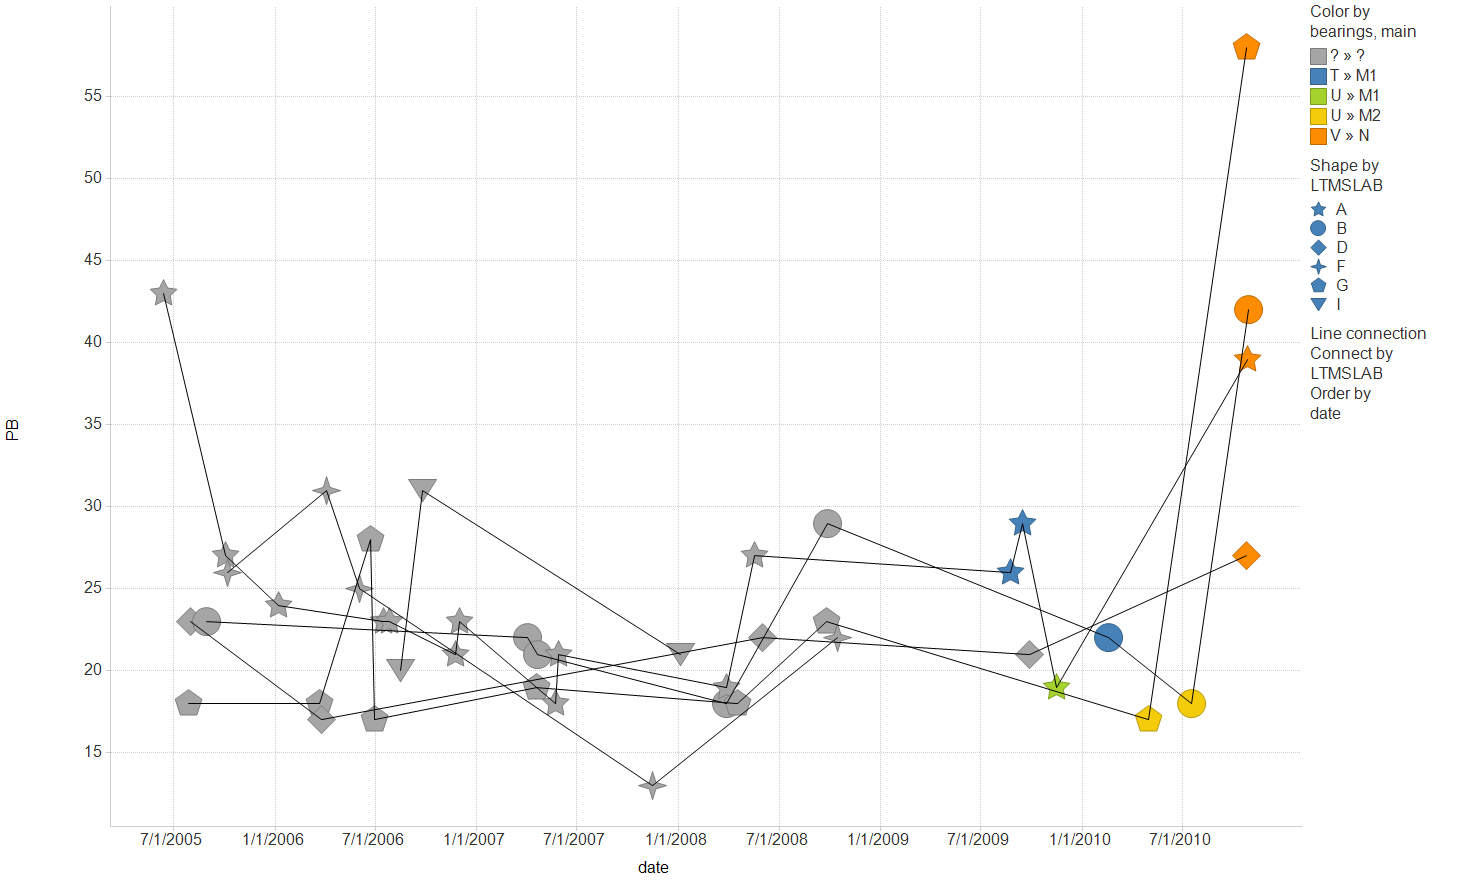 Color by
bearings, main
? » ?
T » M1
U » M1
U » M2
V » N
Shape by
LTMSLAB
A
B
D
F
G
I
Line connection
Connect by
LTMSLAB
Order by
date
PB
55
50
45
40
35
30
25
20
15
7/1/2005 1/1/2006 7/1/2006 1/1/2007 7/1/2007 1/1/2008 7/1/2008 1/1/2009 7/1/2009 1/1/2010 7/1/2010
date